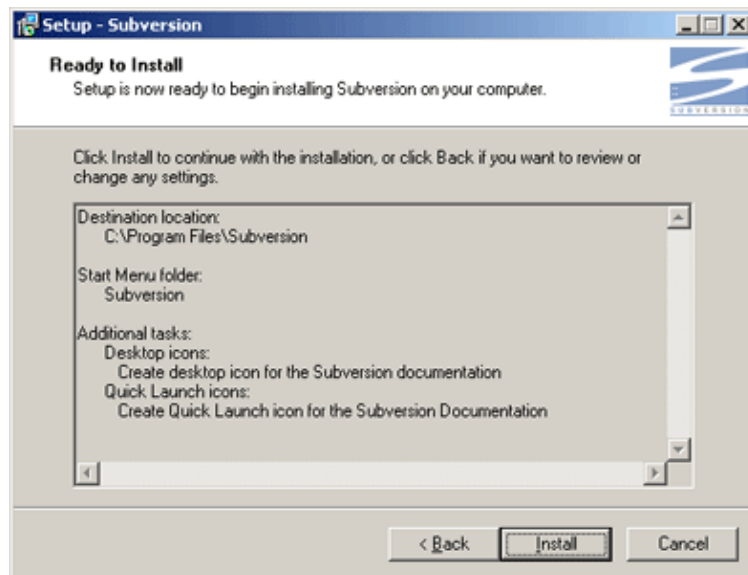 Setup - Subversion
Ready to Install
Setup is now ready to begin installing Subversion on your computer.
SUBVERSION
Click Install to continue with the installation, or click Back if you want to review or
change any settings.
Destination location:
C:\Program Files\Subversion
Start Menu folder:
Subversion
Additional tasks:
Desktop icons:
Create desktop icon for the Subversion documentation
Quick Launch icons:
Create Quick Launch icon for the Subversion Documentation
< Back
Install
Cancel